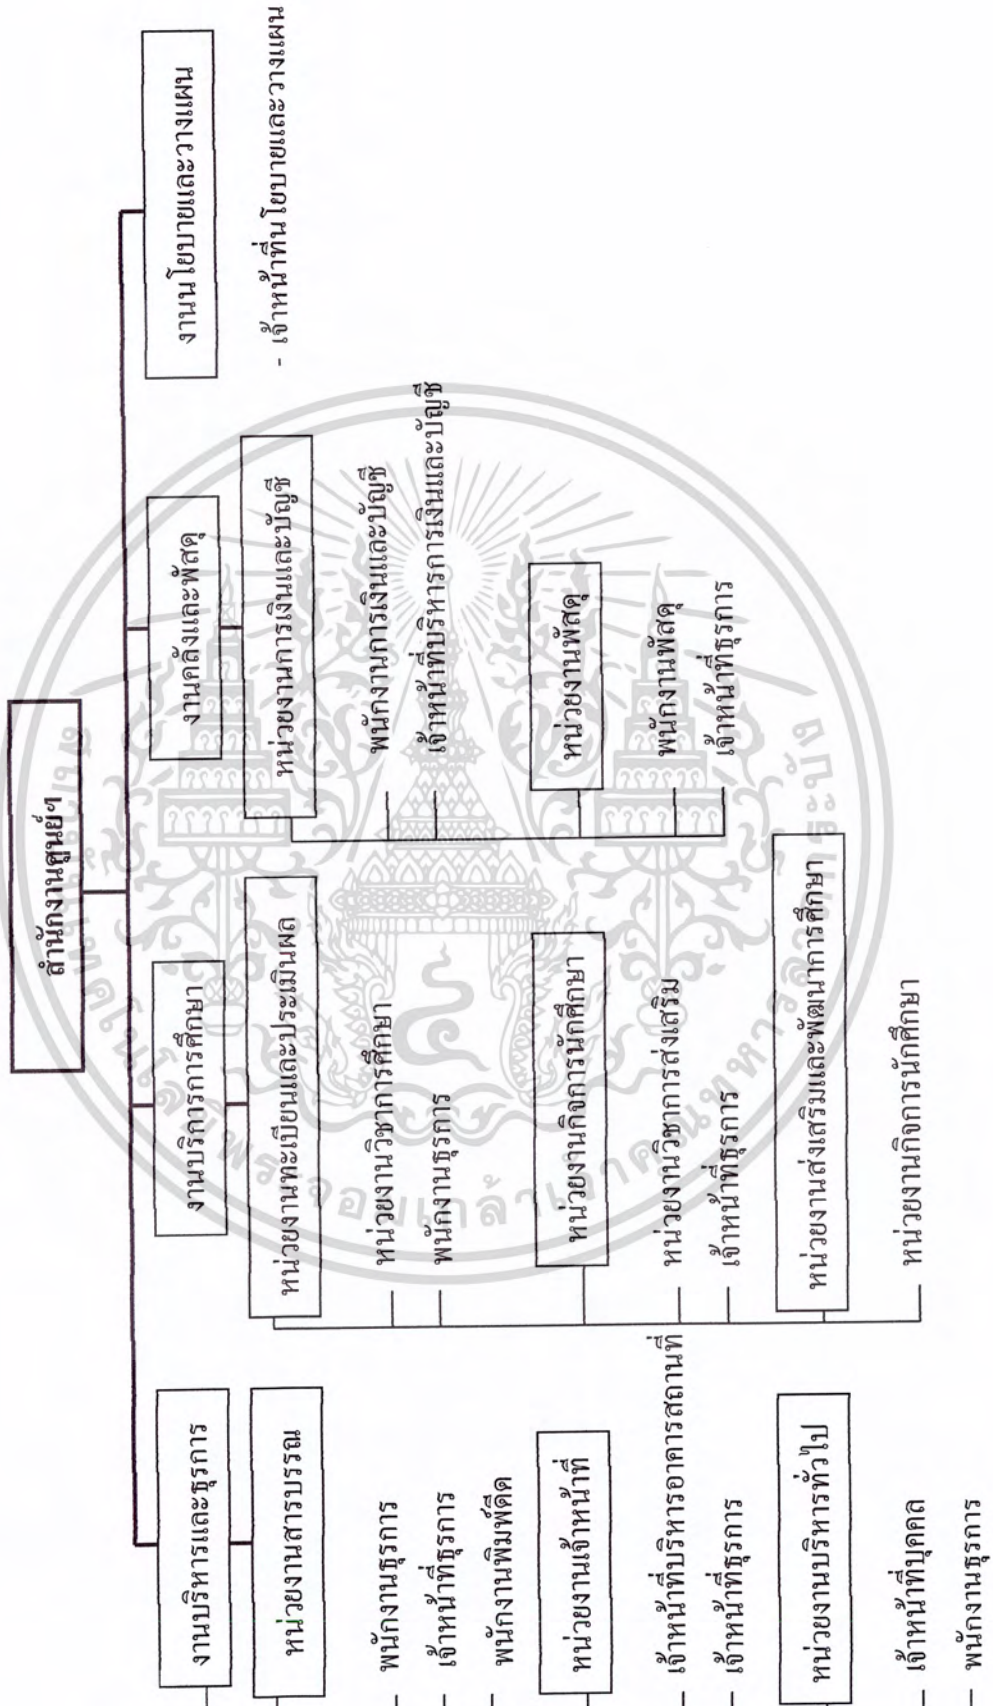 สำนักงานศูนย์ฯ
งานบริหารและธุรการ
หน่วยงานสารบรรณ
พนักงานธุรการ
เจ้าหน้าที่ธุรการ
พนักงานพิมพ์ดีด
หน่วยงานเจ้าหน้าที่
เจ้าหน้าที่บริหารอาคารสถานที่
เจ้าหน้าที่ธุรการ
หน่วยงานบริหารทั่วไป
เจ้าหน้าที่บุคคล
พนักงานธุรการ
งานบริการการศึกษา
หน่วยงานทะเบียนและประเมินผล
หน่วยงานวิชาการศึกษา
พนักงานธุรการ
หน่วยงานกิจการนักศึกษา
หน่วยงานวิชาการส่งเสริม
เจ้าหน้าที่ธุรการ
หน่วยงานส่งเสริมและพัฒนาการศึกษา
หน่วยงานกิจการนักศึกษา
งานคลังและพัสดุ
หน่วยงานการเงินและบัญชี
พนักงานการเงินและบัญชี
เจ้าหน้าที่บริหารการเงินและบัญชี
หน่วยงานพัสดุ
พนักงานพัสดุ
เจ้าหน้าที่ธุรการ
งานนโยบายและวางแผน
- เจ้าหน้าที่นโยบายและวางแผน